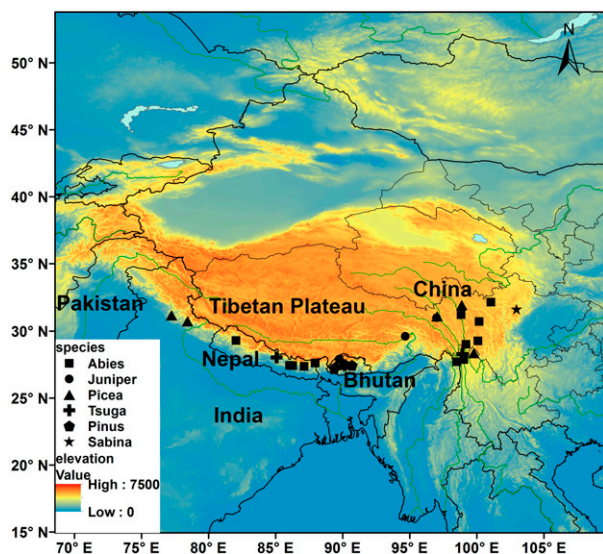 N
50° N
45° N
40° N
35° N
30° N
25° N
20° N
15° N
China
Pakistan
Tibetan Plateau
Nepal
Bhutan
India
species
Abies
Juniper
Picea
Tsuga
Pinus
Sabina
elevation
Value
High : 7500
Low : 0
70° E 75° E 80° E 85° E 90° E 95° E 100° E 105° E